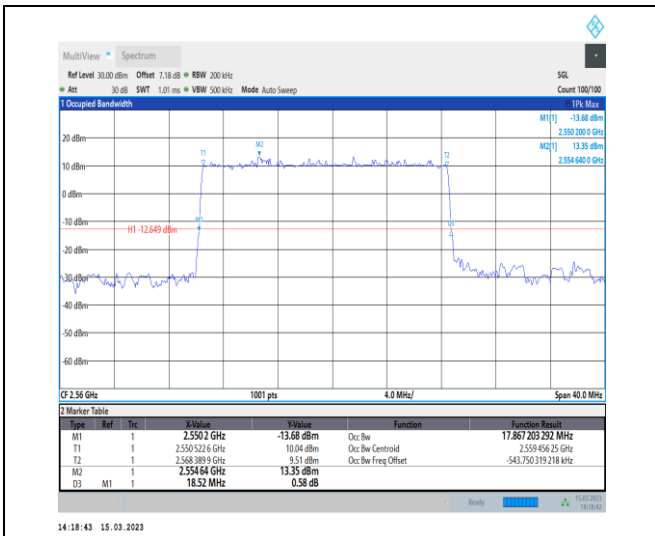 MultiView Spectrum
Ref Level 30.00 dBm Offset 7.18 dB RBW 200 kHz SGL
Att 30 dB SWT 1.01 ms VBW 500 kHz Mode Auto Sweep Count 100/100
1 Occupied Bandwidth 1Pk Max
M1[1] -13.68 dBm
2.550 200 0 GHz
M2[1] 13.35 dBm
2.554 640 0 GHz
20 dBm
M2
T1
T2
10 dBm
0 dBm
-10 dBm
M1
H1 -12.649 dBm
-30 dBm
-40 dBm
-50 dBm
-60 dBm
CF 2.56 GHz 1001 pts 4.0 MHz/ Span 40.0 MHz
2 Marker Table
Type Ref Trc X-Value Y-Value Function Function Result
M1 1 2.550 2 GHz -13.68 dBm Occ Bw 17.867 203 292 MHz
T1 1 2.550 522 6 GHz 10.04 dBm Occ Bw Centroid 2.559 456 25 GHz
T2 1 2.568 389 9 GHz 9.51 dBm Occ Bw Freq Offset -543.750 319 218 kHz
M2 1 2.554 64 GHz 13.35 dBm
D3 M1 1 18.52 MHz 0.58 dB
Ready 15.03.2023
14:18:42
14:18:43 15.03.2023